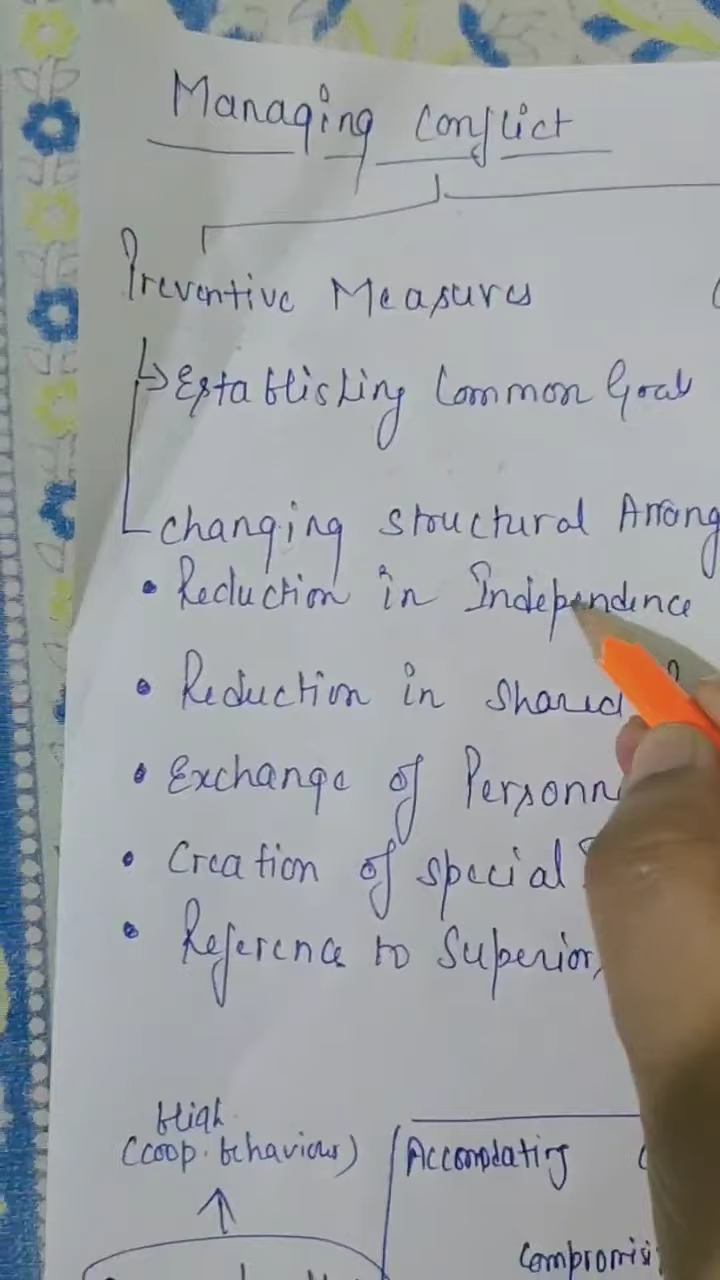 Managing Conflict
Preventive Measures
Establishing Common Goal
Changing Structural Arrang
• Reduction in Independence
• Reduction in Shared
• Exchange of Personn
• Creation of special
• Reference to Superior,
High
(coop. behaviour)
Accomodating
Compromisi